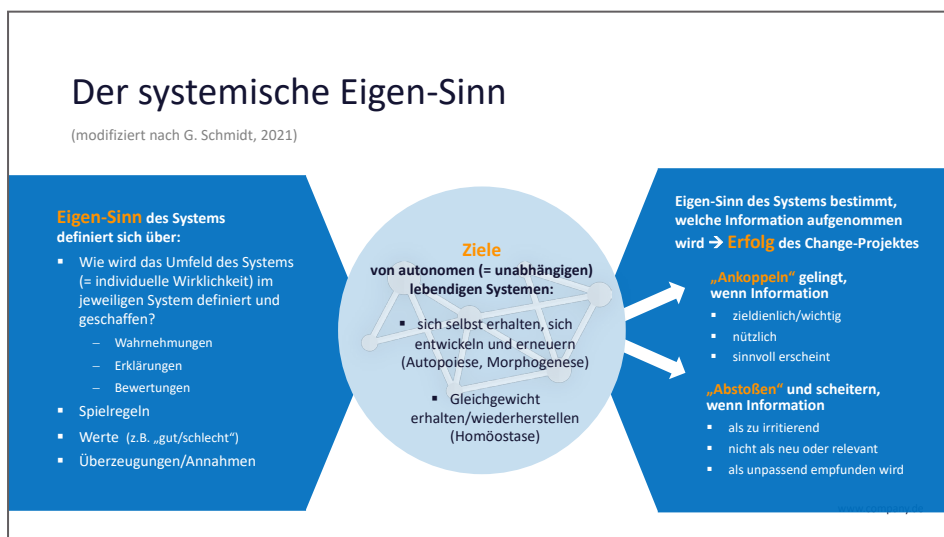 Der systemische Eigen-Sinn
(modifiziert nach G. Schmidt, 2021)
Eigen-Sinn des Systems
definiert sich über:
▪ Wie wird das Umfeld des Systems
(= individuelle Wirklichkeit) im
jeweiligen System definiert und
geschaffen?
– Wahrnehmungen
– Erklärungen
– Bewertungen
▪ Spielregeln
▪ Werte (z.B. „gut/schlecht“)
▪ Überzeugungen/Annahmen
Ziele
von autonomen (= unabhängigen)
lebendigen Systemen:
▪ sich selbst erhalten, sich
entwickeln und erneuern
(Autopoiese, Morphogenese)
▪ Gleichgewicht
erhalten/wiederherstellen
(Homöostase)
Eigen-Sinn des Systems bestimmt,
welche Information aufgenommen
wird → Erfolg des Change-Projektes
„Ankoppeln“ gelingt,
wenn Information
▪ zieldienlich/wichtig
▪ nützlich
▪ sinnvoll erscheint
„Abstoßen“ und scheitern,
wenn Information
▪ als zu irritierend
▪ nicht als neu oder relevant
▪ als unpassend empfunden wird
www.company.de